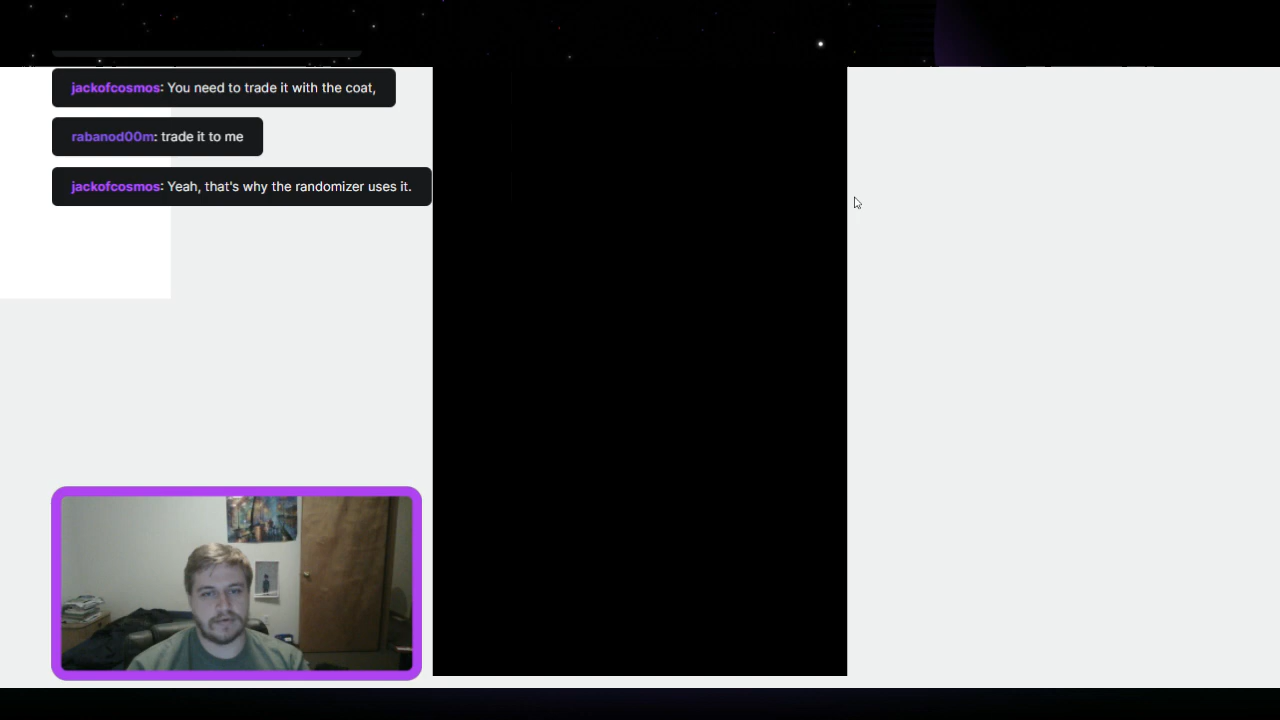 jackofcosmos: You need to trade it with the coat,
rabanod00m: trade it to me
jackofcosmos: Yeah, that's why the randomizer uses it.